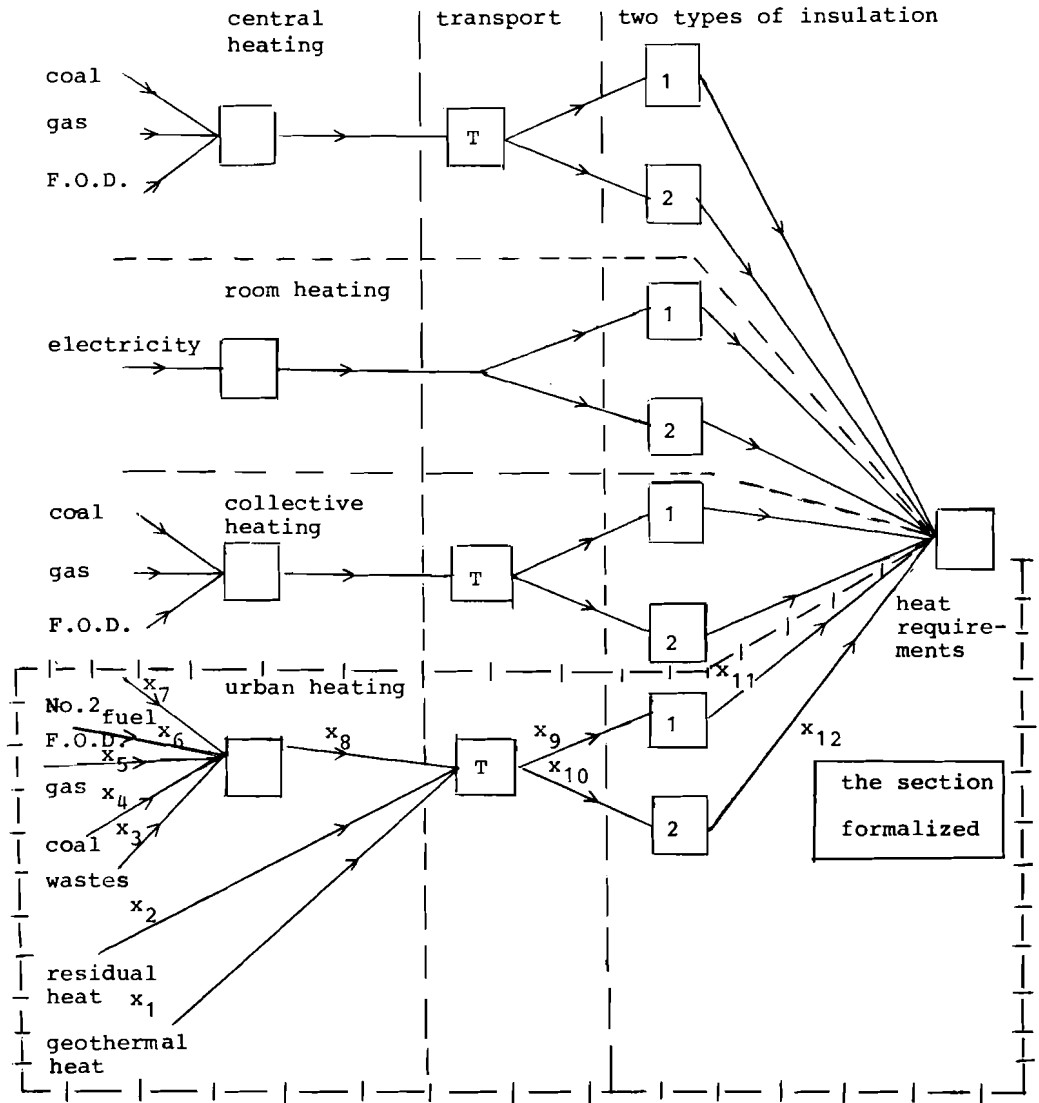 central heating
transport
two types of insulation
coal
gas
F.O.D.
T
1
2
room heating
electricity
1
2
collective heating
coal
gas
F.O.D.
T
1
2
heat require-
ments
urban heating
x7
No.2
fuel
x6
F.O.D.
x5
gas
x4
coal
x3
wastes
x2
residual
heat
x1
geothermal
heat
x8
T
x9
x10
1
2
x11
x12
the section
formalized